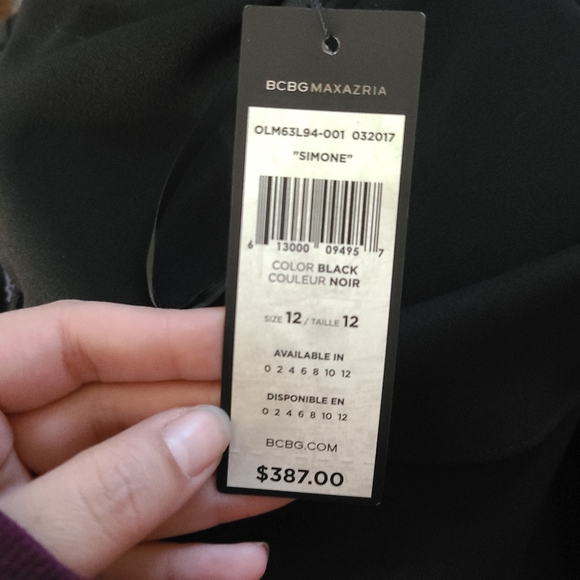 BCBGMAXAZRIA
OLM63L94-001 032017
"SIMONE"
6 13000 09495 7
COLOR BLACK
COULEUR NOIR
SIZE 12 / TAILLE 12
AVAILABLE IN
0 2 4 6 8 10 12
DISPONIBLE EN
0 2 4 6 8 10 12
BCBG.COM
$387.00